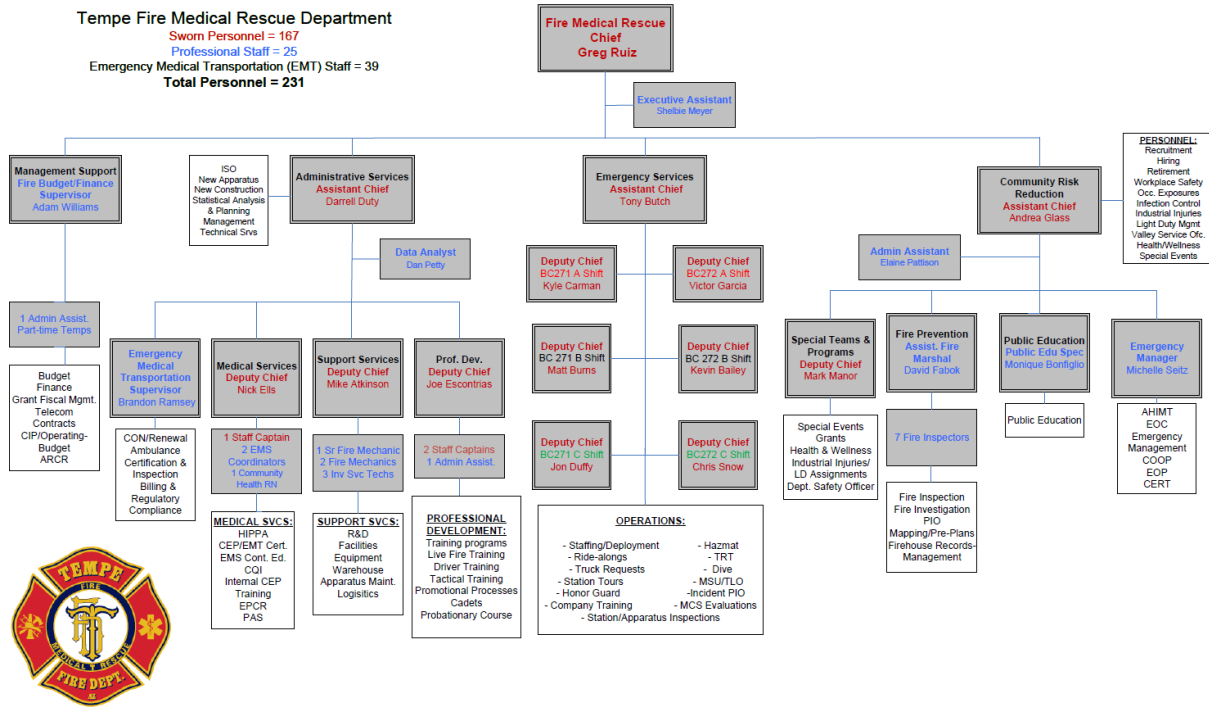 Tempe Fire Medical Rescue Department
Sworn Personnel = 167
Professional Staff = 25
Emergency Medical Transportation (EMT) Staff = 39
Total Personnel = 231
Fire Medical Rescue
Chief
Greg Ruiz
Executive Assistant
Shelbie Meyer
Management Support
Fire Budget/Finance
Supervisor
Adam Williams
1 Admin Assist.
Part-time Temps
Budget
Finance
Grant Fiscal Mgmt.
Telecom
Contracts
CIP/Operating-
Budget
ARCR
ISO
New Apparatus
New Construction
Statistical Analysis
& Planning
Management
Technical Srvs
Administrative Services
Assistant Chief
Darrell Duty
Data Analyst
Dan Petty
Emergency
Medical
Transportation
Supervisor
Brandon Ramsey
CON/Renewal
Ambulance
Certification &
Inspection
Billing &
Regulatory
Compliance
Medical Services
Deputy Chief
Nick Ells
1 Staff Captain
2 EMS
Coordinators
1 Community
Health RN
MEDICAL SVCS:
HIPPA
CEP/EMT Cert.
EMS Cont. Ed.
CQI
Internal CEP
Training
EPCR
PAS
Support Services
Deputy Chief
Mike Atkinson
1 Sr Fire Mechanic
2 Fire Mechanics
3 Inv Svc Techs
SUPPORT SVCS:
R&D
Facilities
Equipment
Warehouse
Apparatus Maint.
Logisitics
Prof. Dev.
Deputy Chief
Joe Escontrias
2 Staff Captains
1 Admin Assist.
PROFESSIONAL
DEVELOPMENT:
Training programs
Live Fire Training
Driver Training
Tactical Training
Promotional Processes
Cadets
Probationary Course
Emergency Services
Assistant Chief
Tony Butch
Deputy Chief
BC271 A Shift
Kyle Carman
Deputy Chief
BC272 A Shift
Victor Garcia
Deputy Chief
BC 271 B Shift
Matt Burns
Deputy Chief
BC 272 B Shift
Kevin Bailey
Deputy Chief
BC271 C Shift
Jon Duffy
Deputy Chief
BC272 C Shift
Chris Snow
OPERATIONS:
- Staffing/Deployment - Hazmat
- Ride-alongs - TRT
- Truck Requests - Dive
- Station Tours - MSU/TLO
- Honor Guard -Incident PIO
- Company Training - MCS Evaluations
- Station/Apparatus Inspections
Community Risk
Reduction
Assistant Chief
Andrea Glass
PERSONNEL:
Recruitment
Hiring
Retirement
Workplace Safety
Occ. Exposures
Infection Control
Industrial Injuries
Light Duty Mgmt
Valley Service Ofc.
Health/Wellness
Special Events
Admin Assistant
Elaine Pattison
Special Teams &
Programs
Deputy Chief
Mark Manor
Special Events
Grants
Health & Wellness
Industrial Injuries/
LD Assignments
Dept. Safety Officer
Fire Prevention
Assist. Fire
Marshal
David Fabok
7 Fire Inspectors
Fire Inspection
Fire Investigation
PIO
Mapping/Pre-Plans
Firehouse Records-
Management
Public Education
Public Edu Spec
Monique Bonfiglio
Public Education
Emergency
Manager
Michelle Seitz
AHIMT
EOC
Emergency
Management
COOP
EOP
CERT
TEMPE
FIRE
MEDICAL RESCUE
FIRE DEPT.
AZ